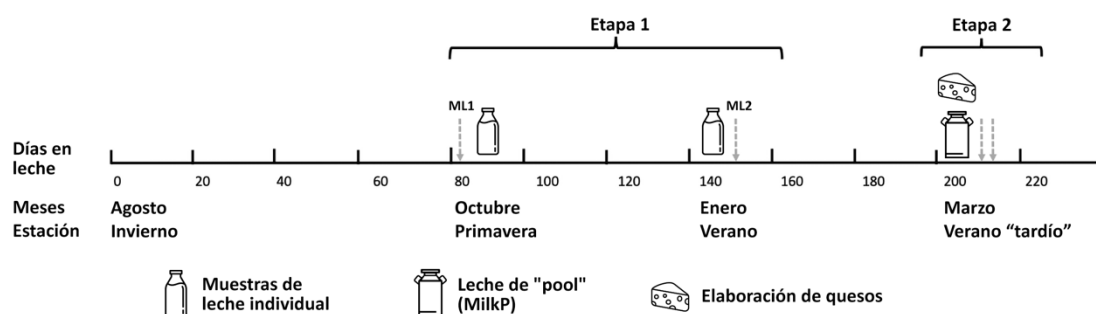 Etapa 1
Etapa 2
ML1
ML2
Días en
leche
0 20 40 60 80 100 120 140 160 180 200 220
Meses Agosto Octubre Enero Marzo
Estación Invierno Primavera Verano Verano “tardío”
Muestras de
leche individual
Leche de "pool"
(MilkP)
Elaboración de quesos